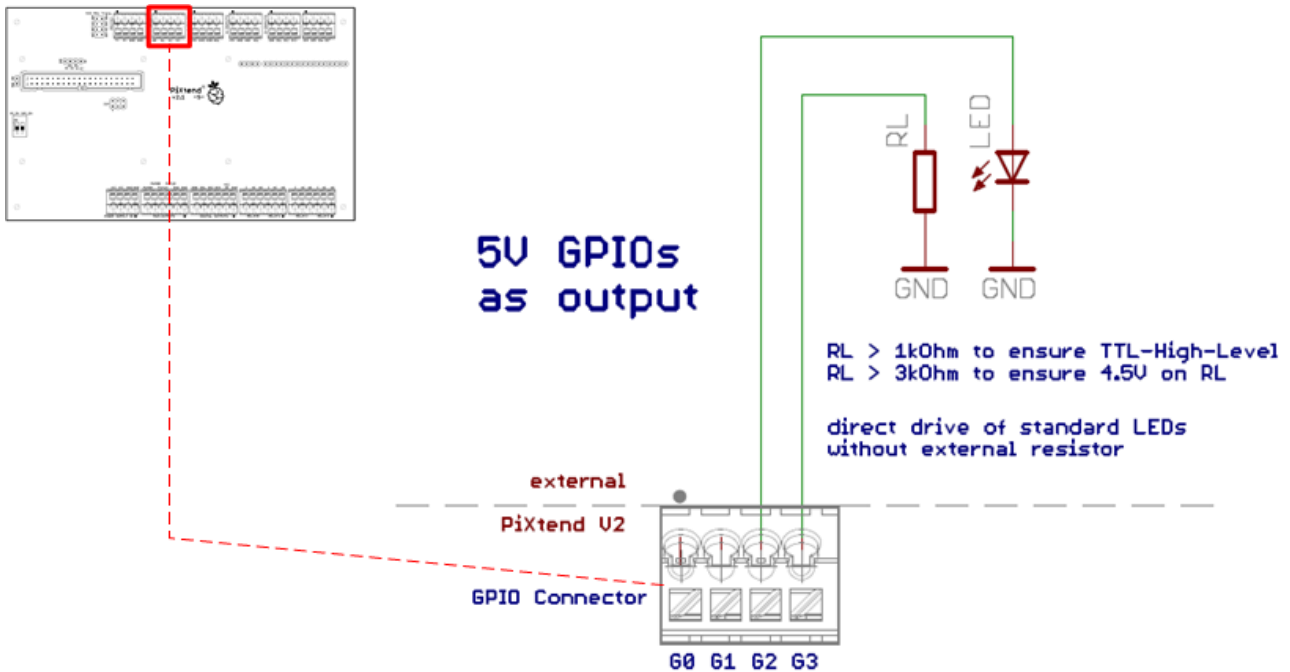 PiXtend
RL
LED
GND
GND
5V GPIOs
as output
RL > 1kOhm to ensure TTL-High-Level
RL > 3kOhm to ensure 4.5V on RL
direct drive of standard LEDs
without external resistor
external
PiXtend V2
GPIO Connector
G0 G1 G2 G3